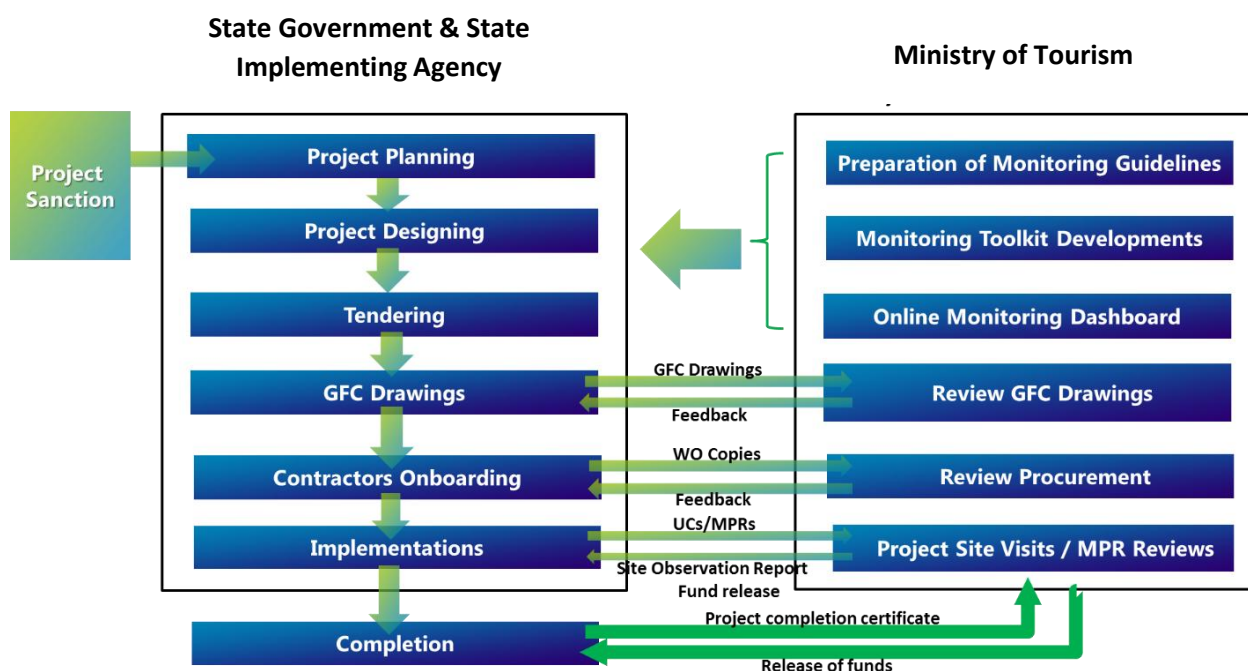 State Government & State
Implementing Agency
Ministry of Tourism
Project
Sanction
Project Planning
Project Designing
Tendering
GFC Drawings
Contractors Onboarding
Implementations
Completion
Preparation of Monitoring Guidelines
Monitoring Toolkit Developments
Online Monitoring Dashboard
GFC Drawings
Feedback
Review GFC Drawings
WO Copies
Feedback
Review Procurement
UCs/MPRs
Site Observation Report
Fund release
Project Site Visits / MPR Reviews
Project completion certificate
Release of funds